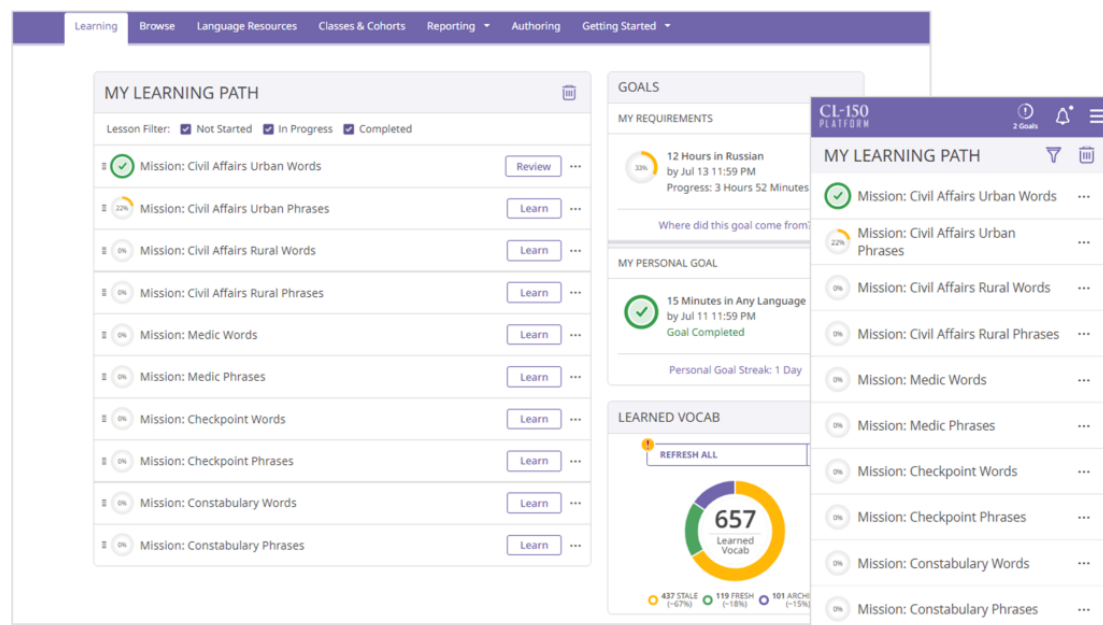 Learning Browse Language Resources Classes & Cohorts Reporting Authoring Getting Started
MY LEARNING PATH
Lesson Filter: Not Started In Progress Completed
Mission: Civil Affairs Urban Words Review
22% Mission: Civil Affairs Urban Phrases Learn
0% Mission: Civil Affairs Rural Words Learn
0% Mission: Civil Affairs Rural Phrases Learn
0% Mission: Medic Words Learn
0% Mission: Medic Phrases Learn
0% Mission: Checkpoint Words Learn
0% Mission: Checkpoint Phrases Learn
0% Mission: Constabulary Words Learn
0% Mission: Constabulary Phrases Learn
GOALS
MY REQUIREMENTS
33%
12 Hours in Russian
by Jul 13 11:59 PM
Progress: 3 Hours 52 Minutes
Where did this goal come from?
MY PERSONAL GOAL
15 Minutes in Any Language
by Jul 11 11:59 PM
Goal Completed
Personal Goal Streak: 1 Day
LEARNED VOCAB
REFRESH ALL
657
Learned
Vocab
437 STALE 119 FRESH 101 ARCHI
(~67%) (~18%) (~15%)
CL-150
PLATFORM
2 Goals
MY LEARNING PATH
Mission: Civil Affairs Urban Words
22% Mission: Civil Affairs Urban
Phrases
0% Mission: Civil Affairs Rural Words
0% Mission: Civil Affairs Rural Phrases
0% Mission: Medic Words
0% Mission: Medic Phrases
0% Mission: Checkpoint Words
0% Mission: Checkpoint Phrases
0% Mission: Constabulary Words
0% Mission: Constabulary Phrases